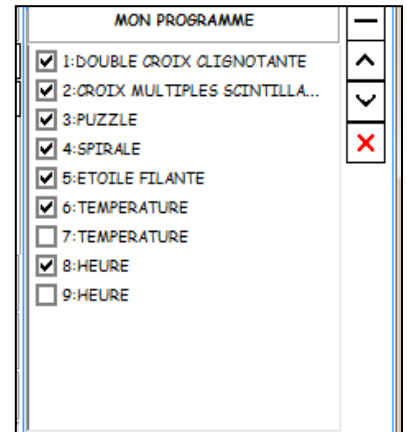 MON PROGRAMME
1:DOUBLE CROIX CLIGNOTANTE
2:CROIX MULTIPLES SCINTILLA...
3:PUZZLE
4:SPIRALE
5:ETOILE FILANTE
6:TEMPERATURE
7:TEMPERATURE
8:HEURE
9:HEURE